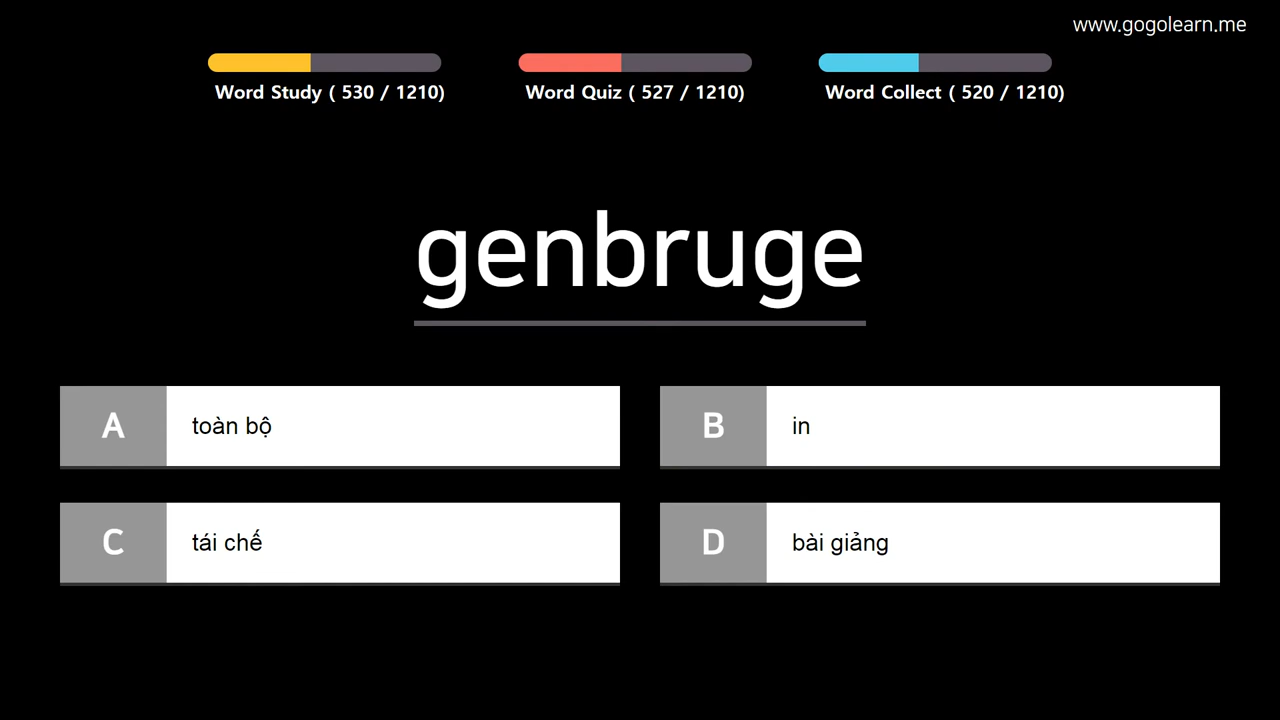 www.gogolearn.me
Word Study ( 530 / 1210)
Word Quiz ( 527 / 1210)
Word Collect ( 520 / 1210)
genbruge
A toàn bộ
B in
C tái chế
D bài giảng